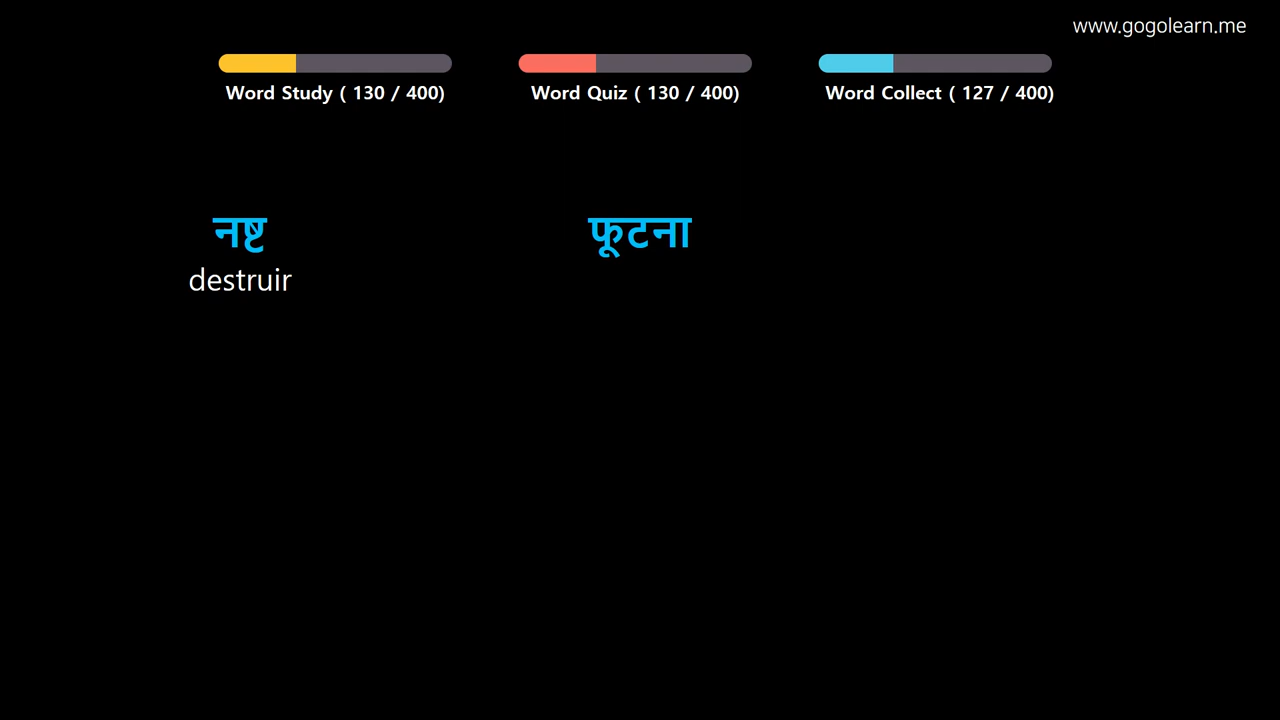 www.gogolearn.me
Word Study ( 130 / 400)
Word Quiz ( 130 / 400)
Word Collect ( 127 / 400)
नष्ट
फूटना
destruir